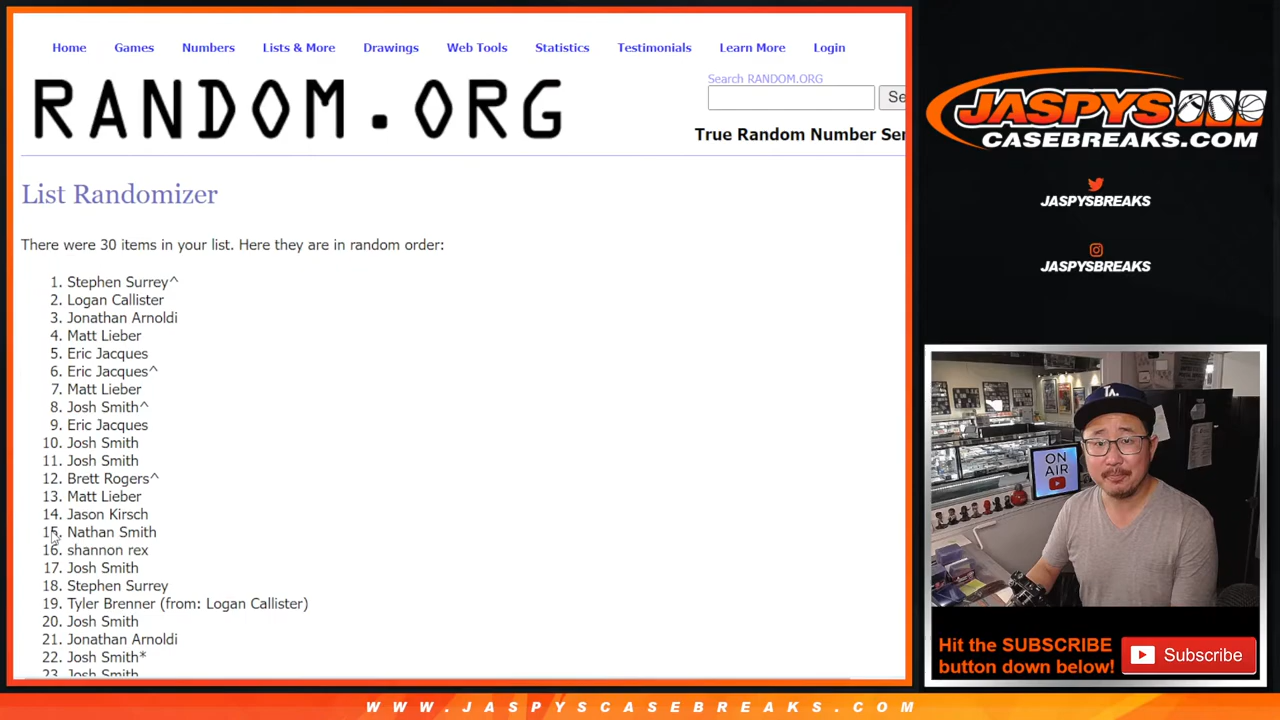 Home Games Numbers Lists & More Drawings Web Tools Statistics Testimonials Learn More Login
RANDOM.ORG
Search RANDOM.ORG
Se
True Random Number Ser
List Randomizer
There were 30 items in your list. Here they are in random order:
1. Stephen Surrey^
2. Logan Callister
3. Jonathan Arnoldi
4. Matt Lieber
5. Eric Jacques
6. Eric Jacques^
7. Matt Lieber
8. Josh Smith^
9. Eric Jacques
10. Josh Smith
11. Josh Smith
12. Brett Rogers^
13. Matt Lieber
14. Jason Kirsch
15. Nathan Smith
16. shannon rex
17. Josh Smith
18. Stephen Surrey
19. Tyler Brenner (from: Logan Callister)
20. Josh Smith
21. Jonathan Arnoldi
22. Josh Smith*
23. Josh Smith
JASPYS
CASEBREAKS.COM
JASPYSBREAKS
JASPYSBREAKS
LA
ON
AIR
Hit the SUBSCRIBE
button down below!
Subscribe
WWW.JASPYSCASEBREAKS.COM